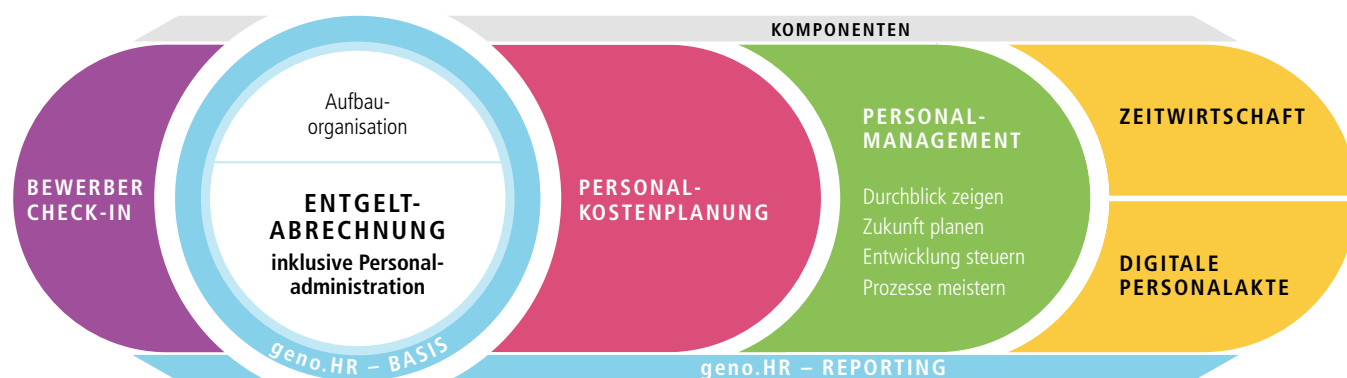 KOMPONENTEN
BEWERBER
CHECK-IN
Aufbau-
organisation
ENTGELT-
ABRECHNUNG
inklusive Personal-
administration
geno.HR – BASIS
PERSONAL-
KOSTENPLANUNG
PERSONAL-
MANAGEMENT
Durchblick zeigen
Zukunft planen
Entwicklung steuern
Prozesse meistern
ZEITWIRTSCHAFT
DIGITALE
PERSONALAKTE
geno.HR – REPORTING